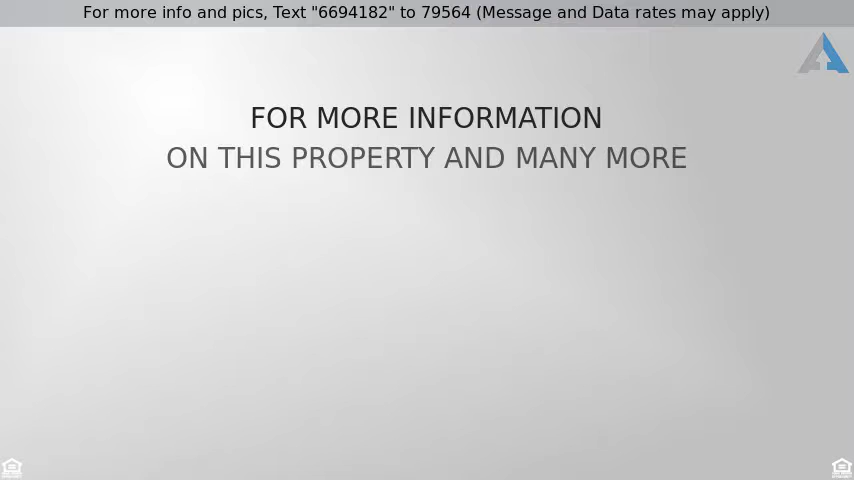 For more info and pics, Text "6694182" to 79564 (Message and Data rates may apply)
FOR MORE INFORMATION
ON THIS PROPERTY AND MANY MORE